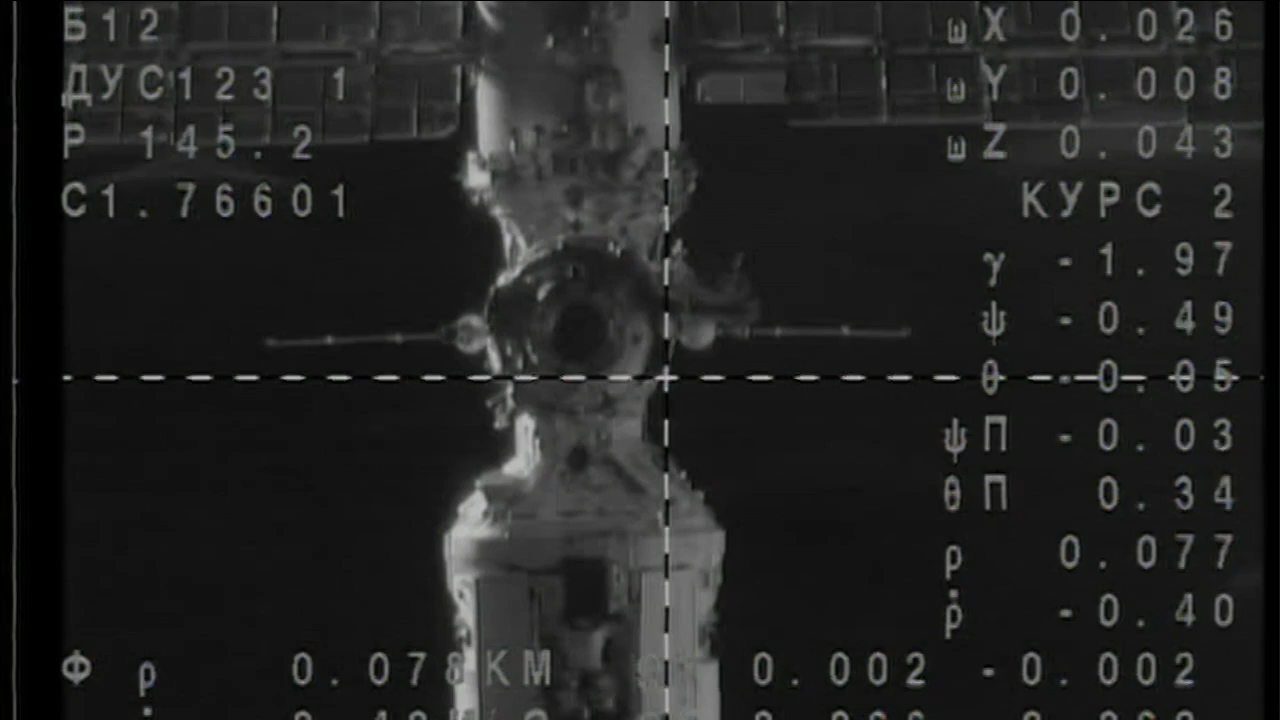 Б12
ωX 0.026
ДУС123 1
ωY 0.008
Р 145.2
ωZ 0.043
С1.76601
КУРС 2
γ -1.97
ψ -0.49
θ -0.05
ψП -0.03
θП 0.34
ρ 0.077
ρ̇ -0.40
Ф ρ 0.078КМ 0.002 -0.002